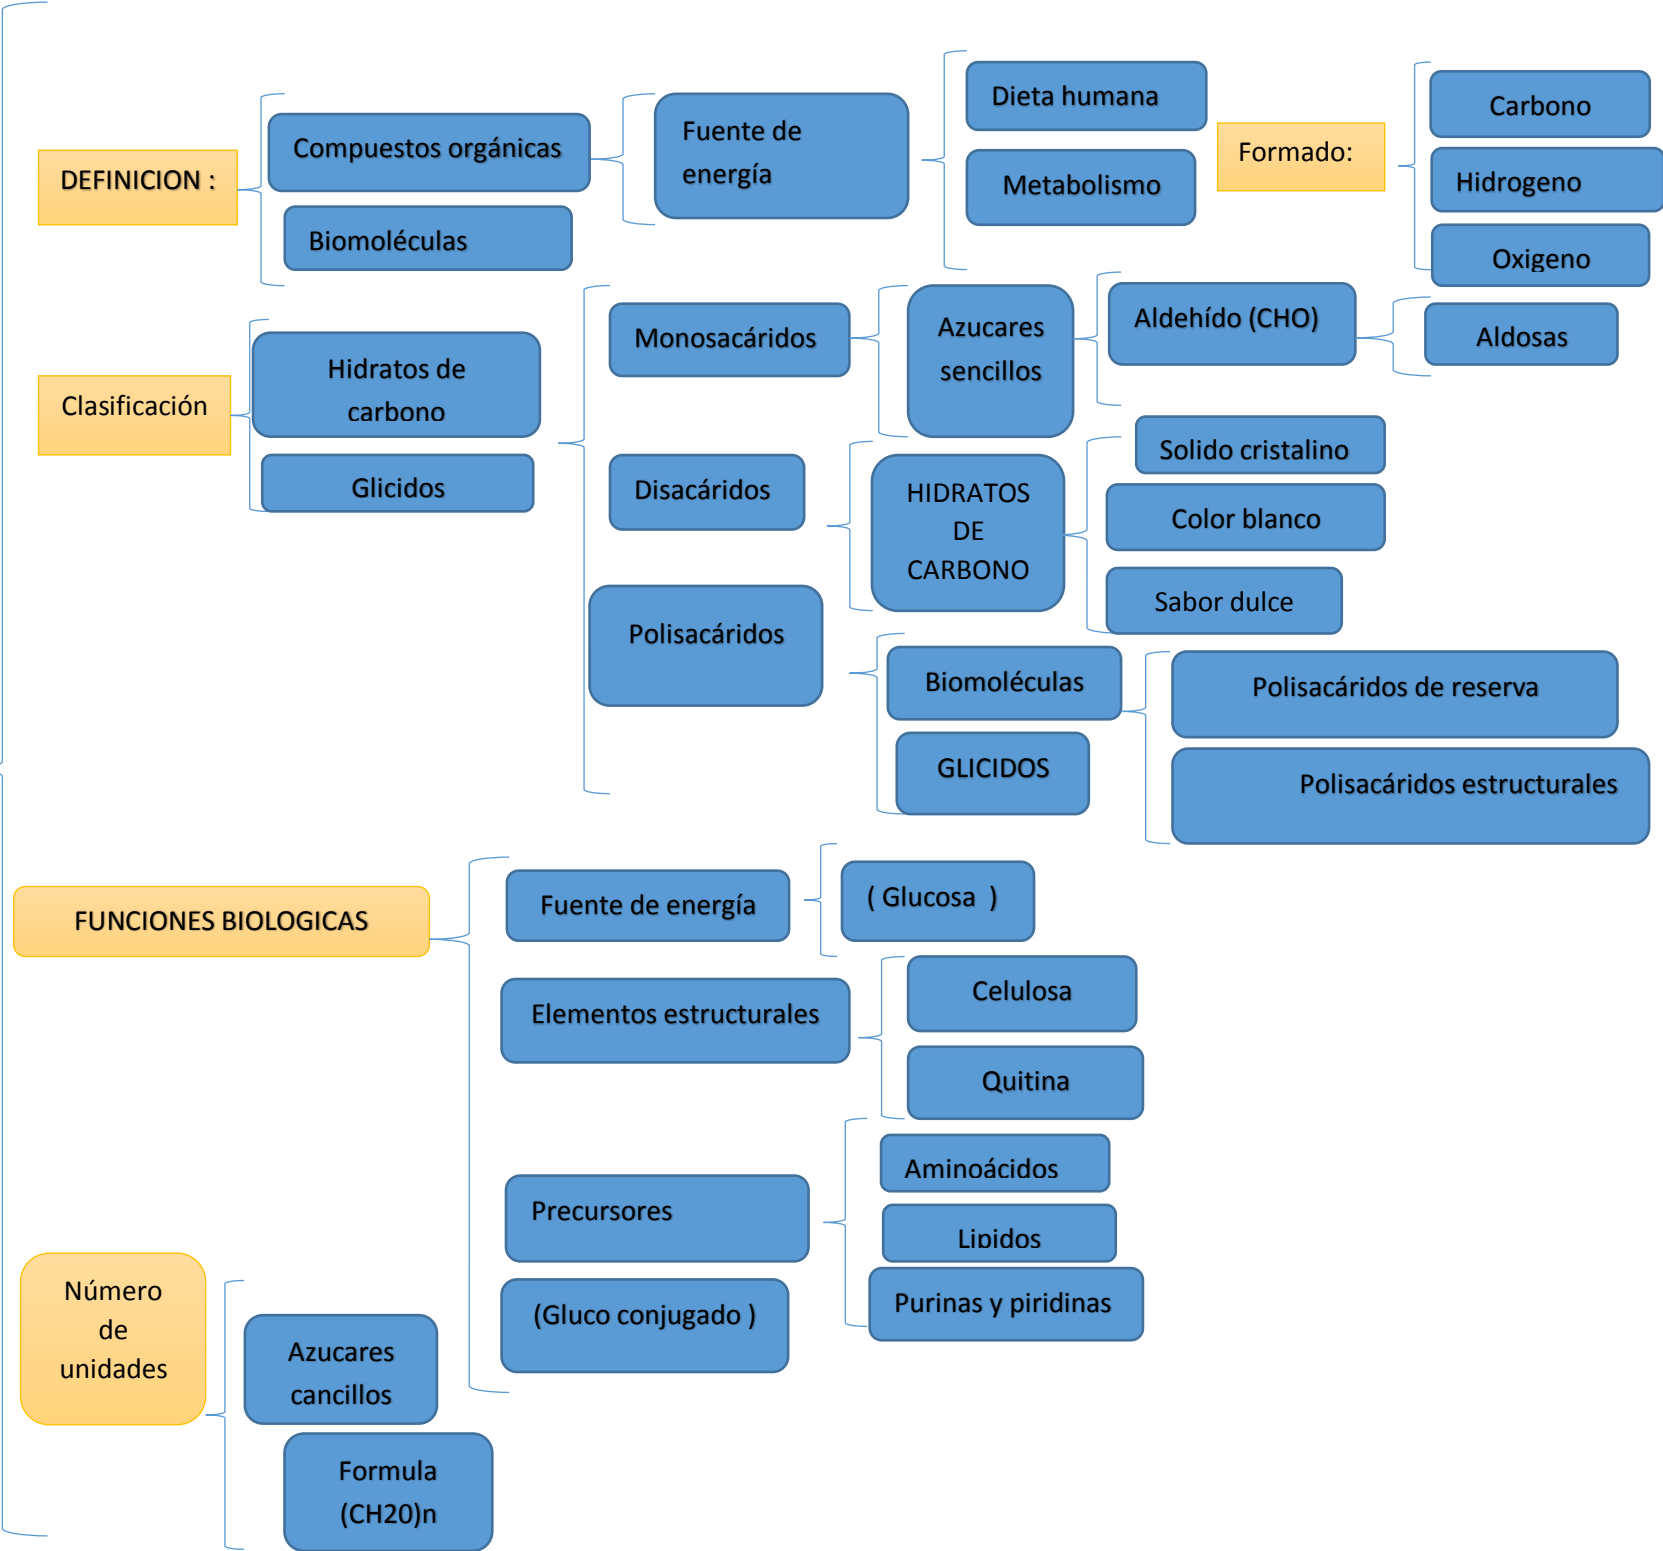 DEFINICION :
Compuestos orgánicas
Biomoléculas
Fuente de
energía
Dieta humana
Metabolismo
Formado:
Carbono
Hidrogeno
Oxigeno
Clasificación
Hidratos de
carbono
Glicidos
Monosacáridos
Azucares
sencillos
Aldehído (CHO)
Aldosas
Disacáridos
HIDRATOS
DE
CARBONO
Solido cristalino
Color blanco
Sabor dulce
Polisacáridos
Biomoléculas
GLICIDOS
Polisacáridos de reserva
Polisacáridos estructurales
FUNCIONES BIOLOGICAS
Fuente de energía
( Glucosa )
Elementos estructurales
Celulosa
Quitina
Precursores
Aminoácidos
Lipidos
Purinas y piridinas
(Gluco conjugado )
Número
de
unidades
Azucares
cancillos
Formula
(CH20)n